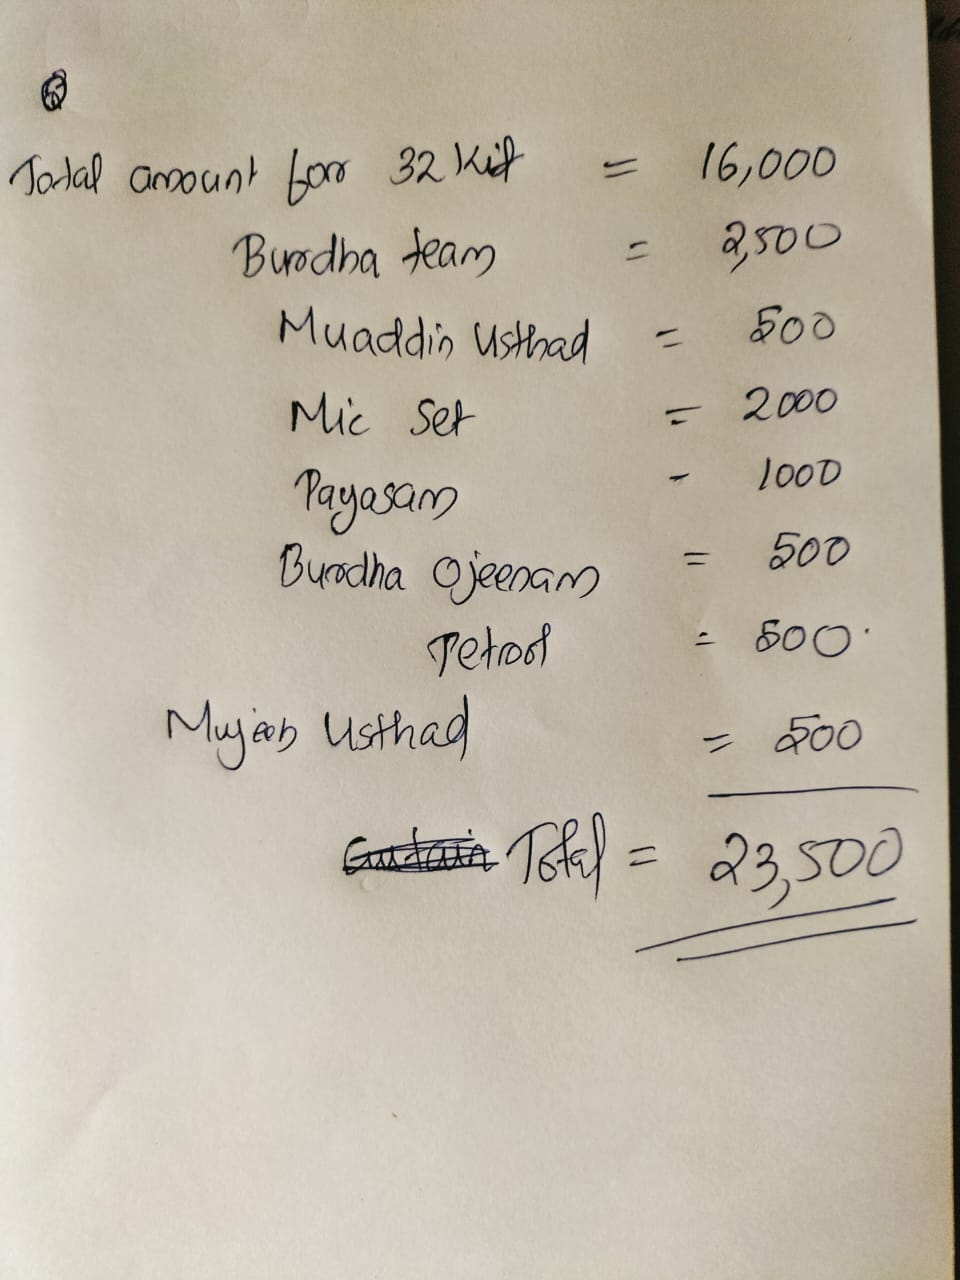 Total amount for 32 Kit = 16,000
Burdha team = 2,500
Muaddin Usthad = 500
Mic Set = 2000
Payasam - 1000
Burdha Ojeenam = 500
Petrol = 500
Mujeeb Usthad = 500
Total = 23,500